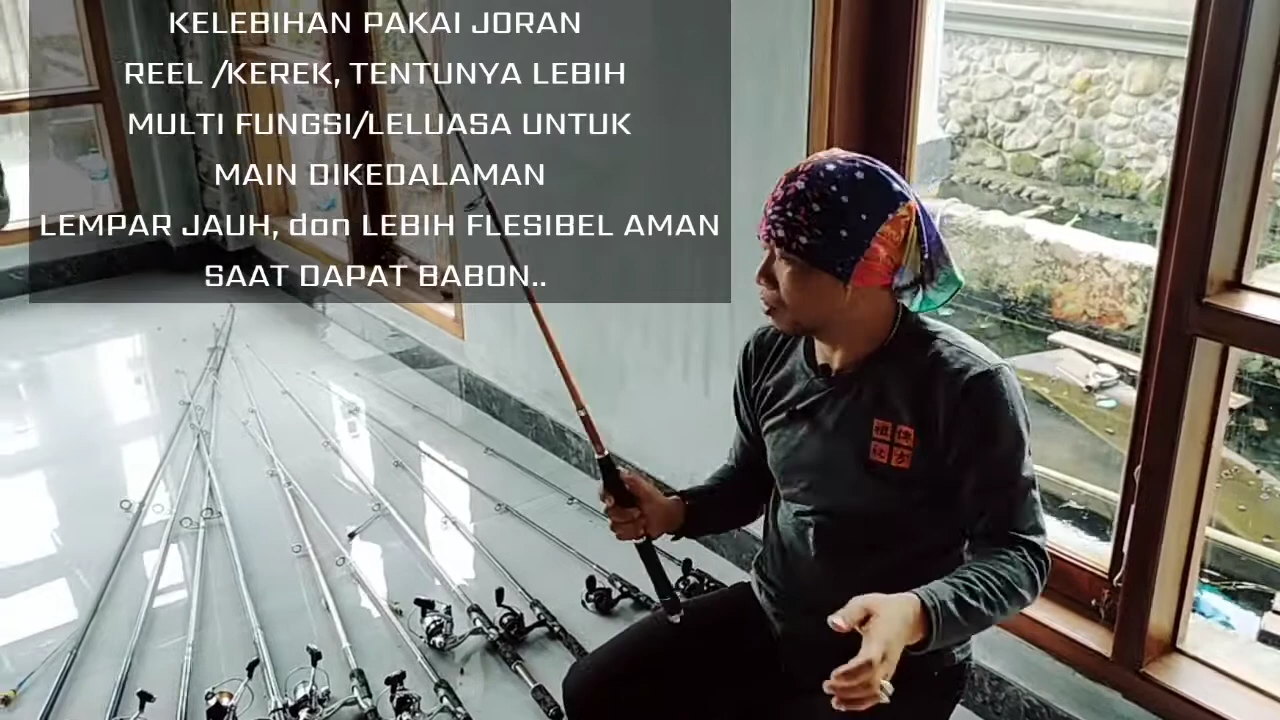 KELEBIHAN PAKAI JORAN
REEL /KEREK, TENTUNYA LEBIH
MULTI FUNGSI/LELUASA UNTUK
MAIN DIKEDALAMAN
LEMPAR JAUH, dan LEBIH FLESIBEL AMAN
SAAT DAPAT BABON..